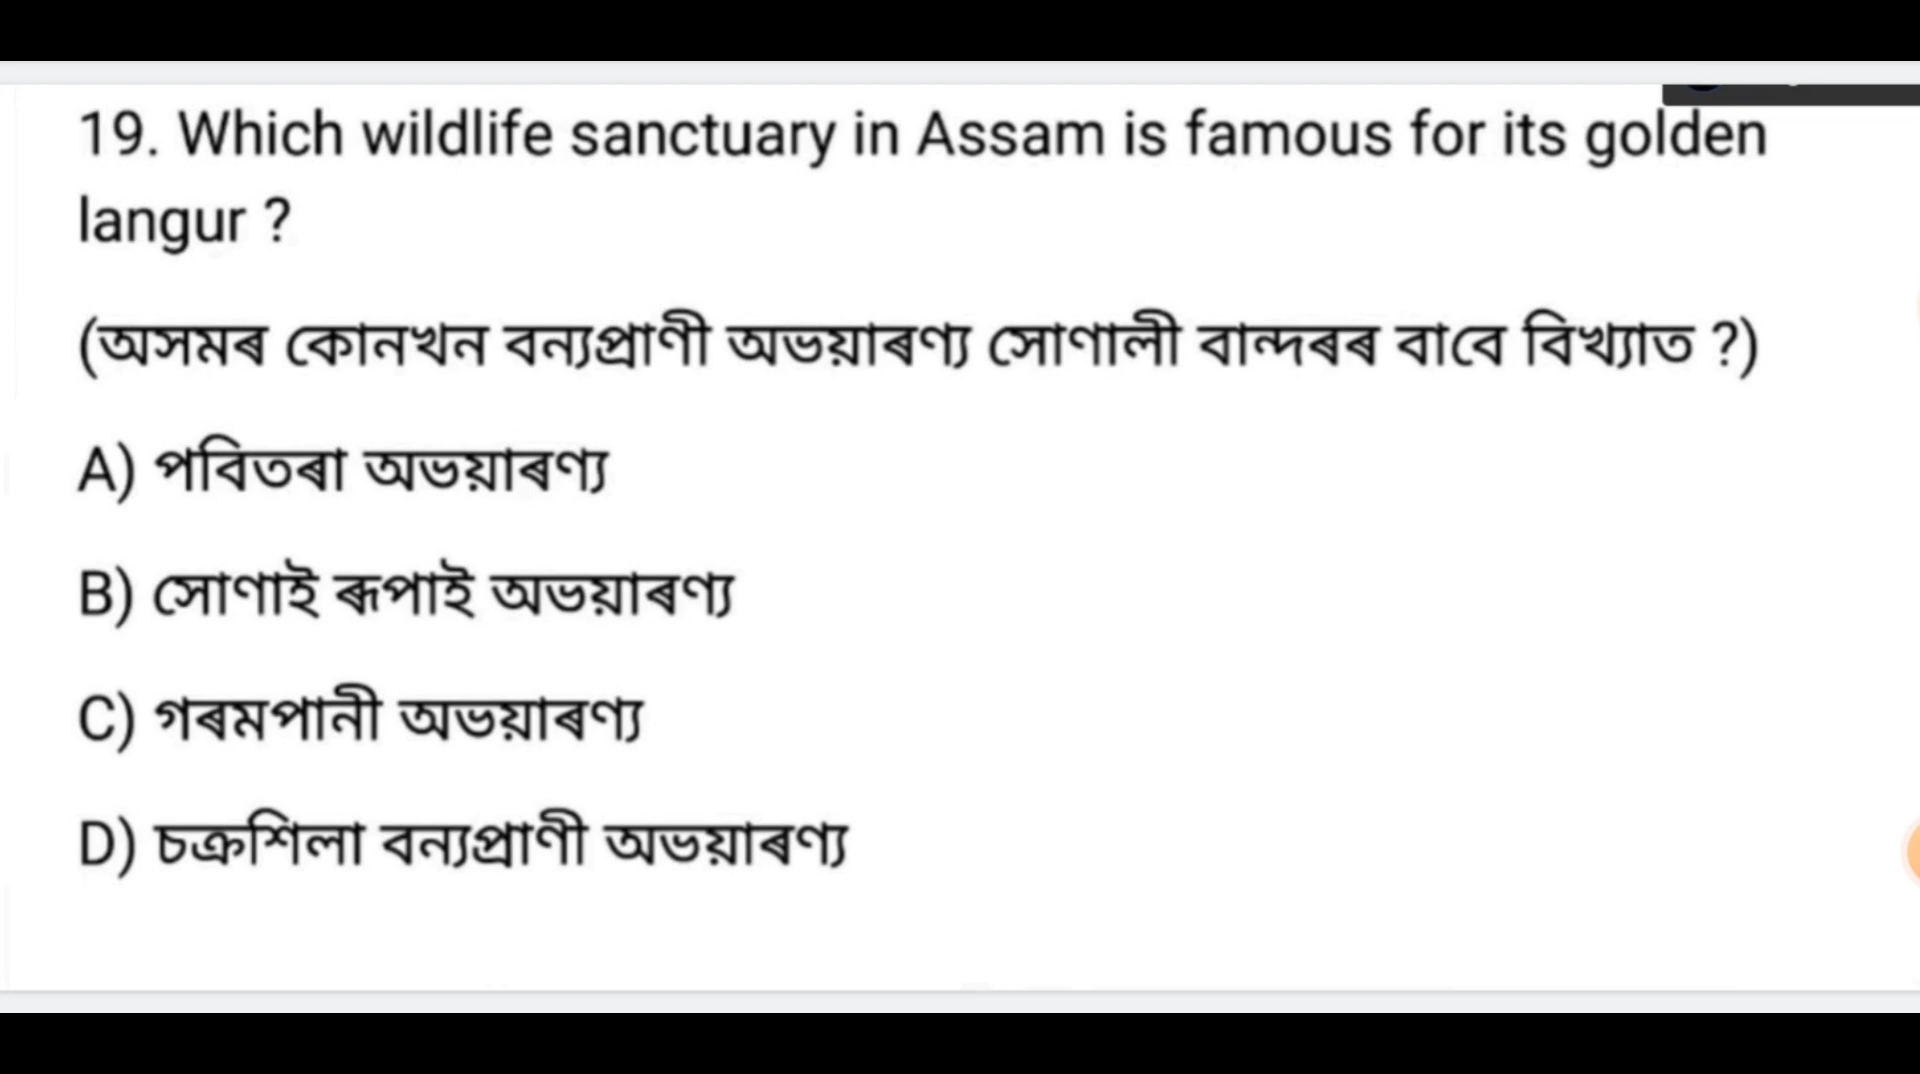 19. Which wildlife sanctuary in Assam is famous for its golden
langur ?
(অসমৰ কোনখন বন্যপ্ৰাণী অভয়াৰণ্য সোণালী বান্দৰৰ বাবে বিখ্যাত ?)
A) পবিতৰা অভয়াৰণ্য
B) সোণাই ৰূপাই অভয়াৰণ্য
C) গৰমপানী অভয়াৰণ্য
D) চক্ৰশিলা বন্যপ্ৰাণী অভয়াৰণ্য